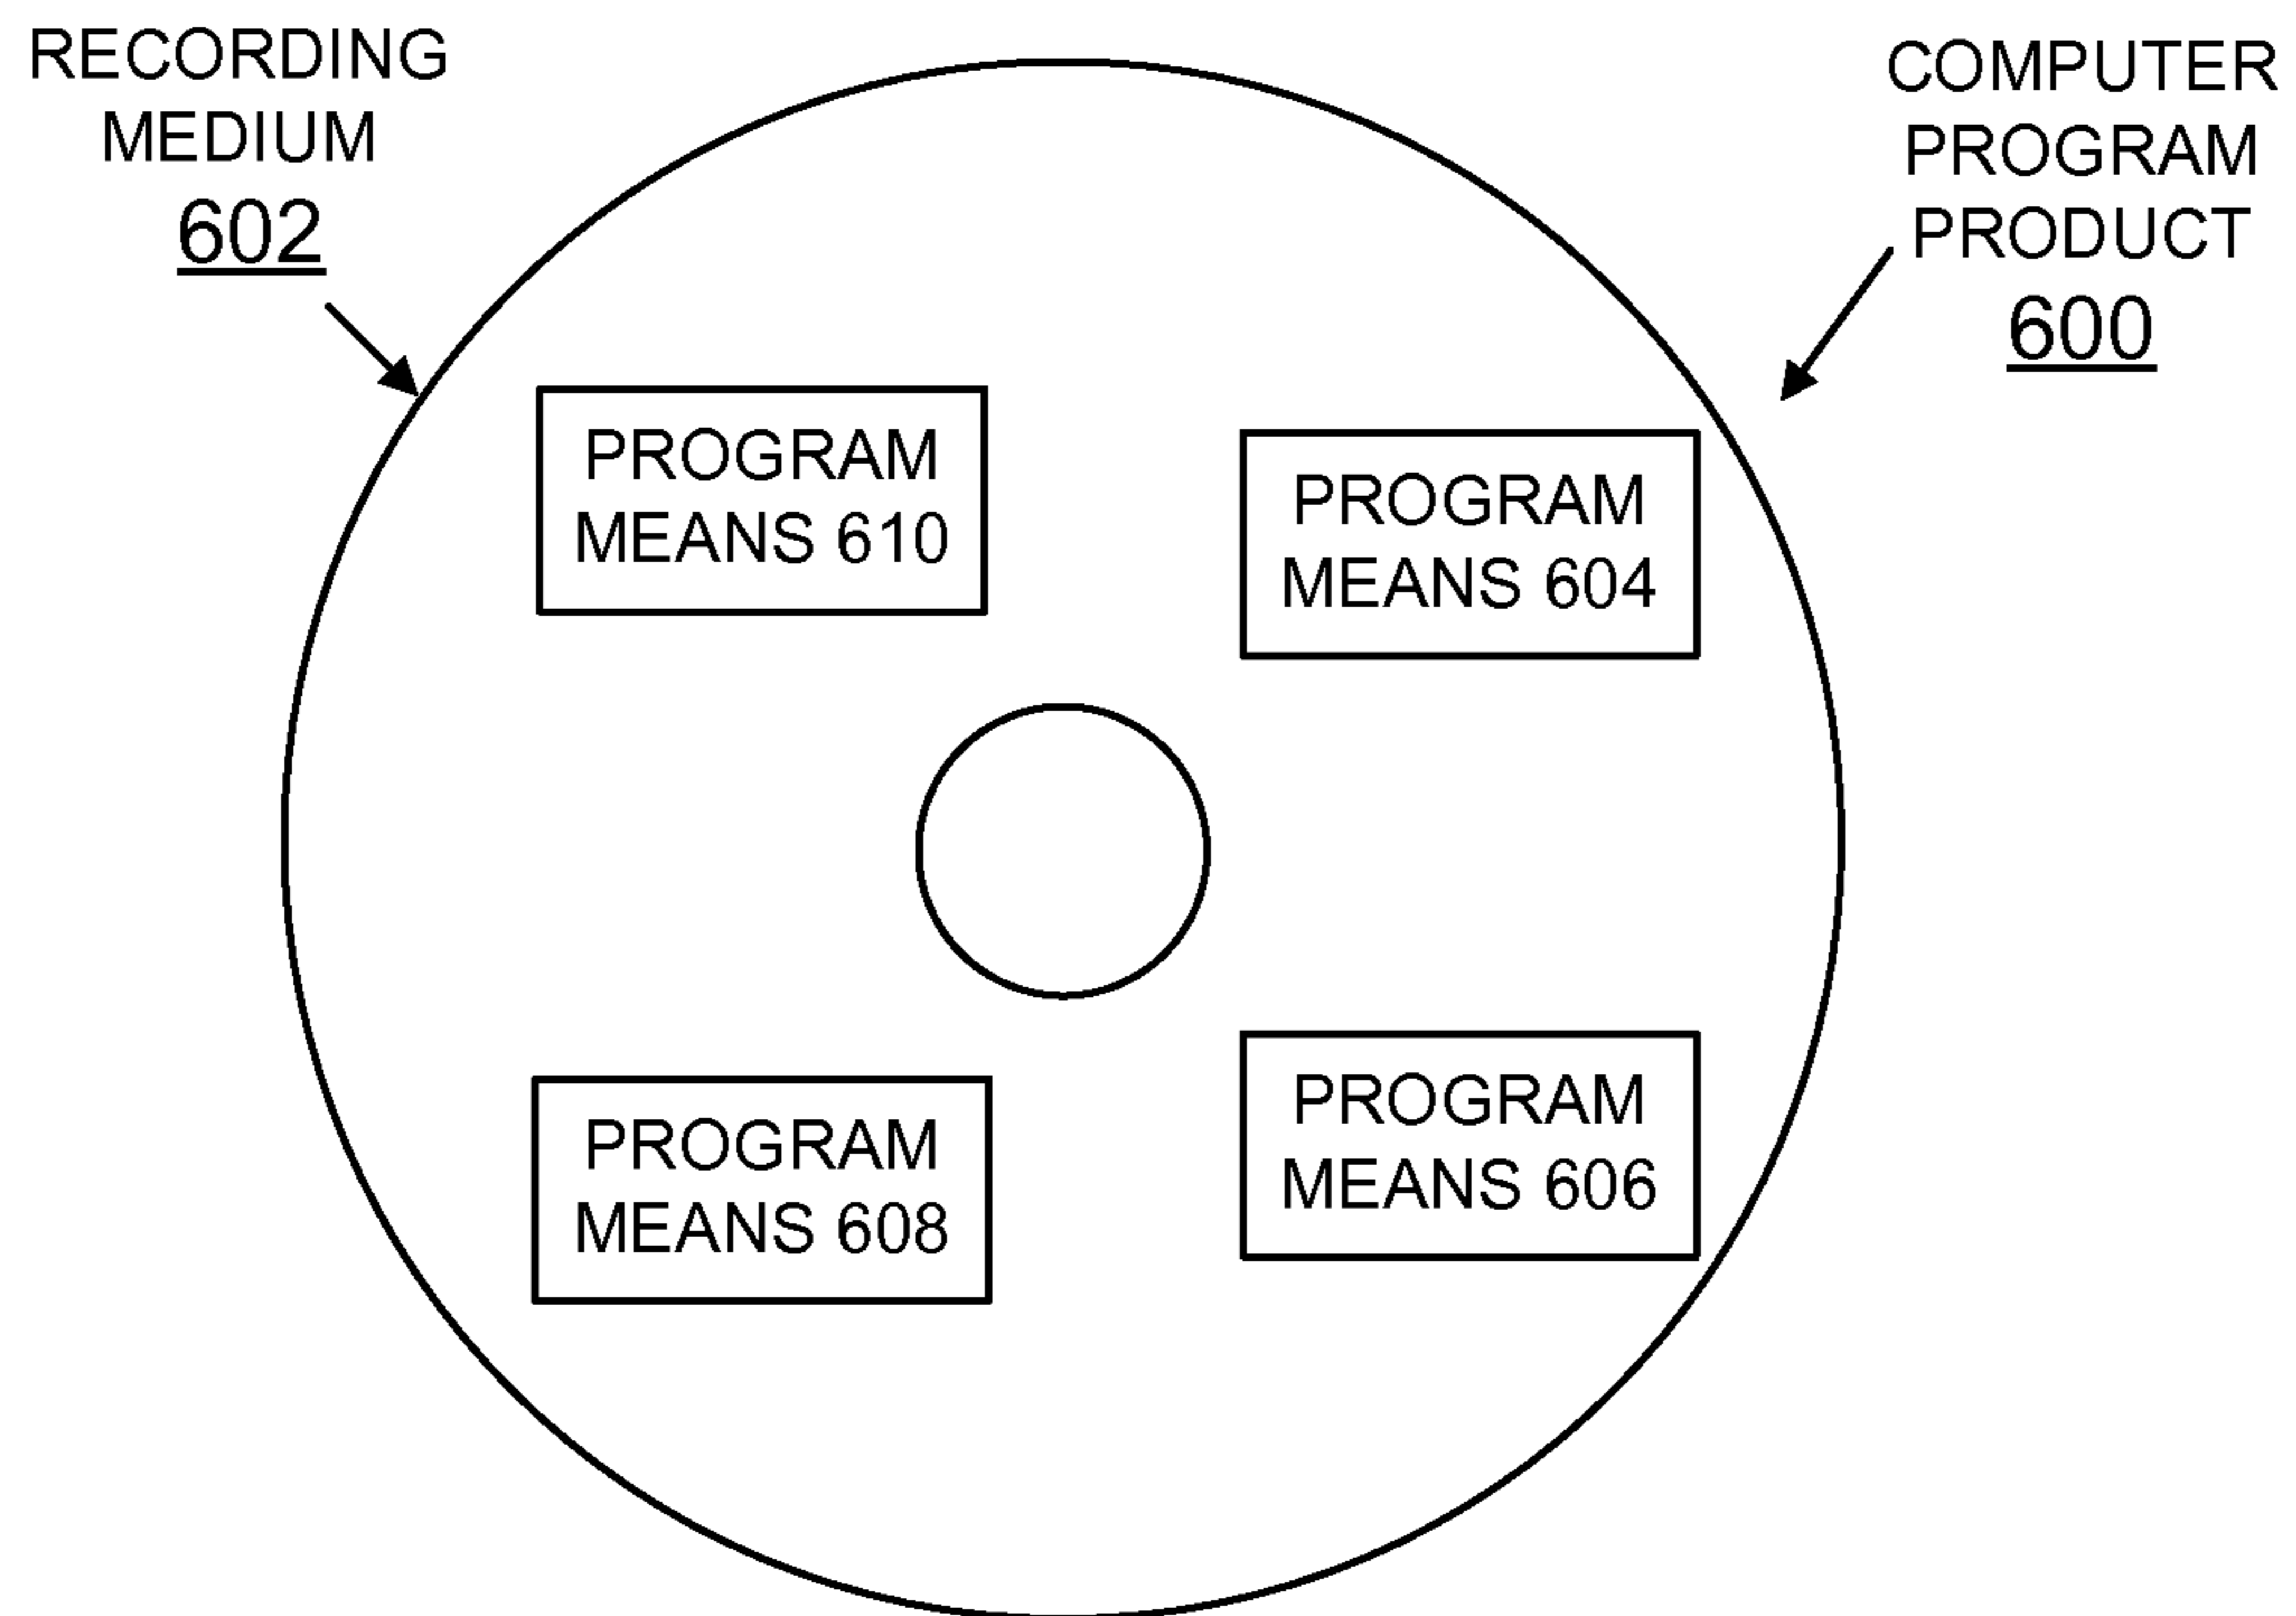 RECORDING
MEDIUM
602
COMPUTER
PROGRAM
PRODUCT
600
PROGRAM
MEANS 610
PROGRAM
MEANS 604
PROGRAM
MEANS 608
PROGRAM
MEANS 606